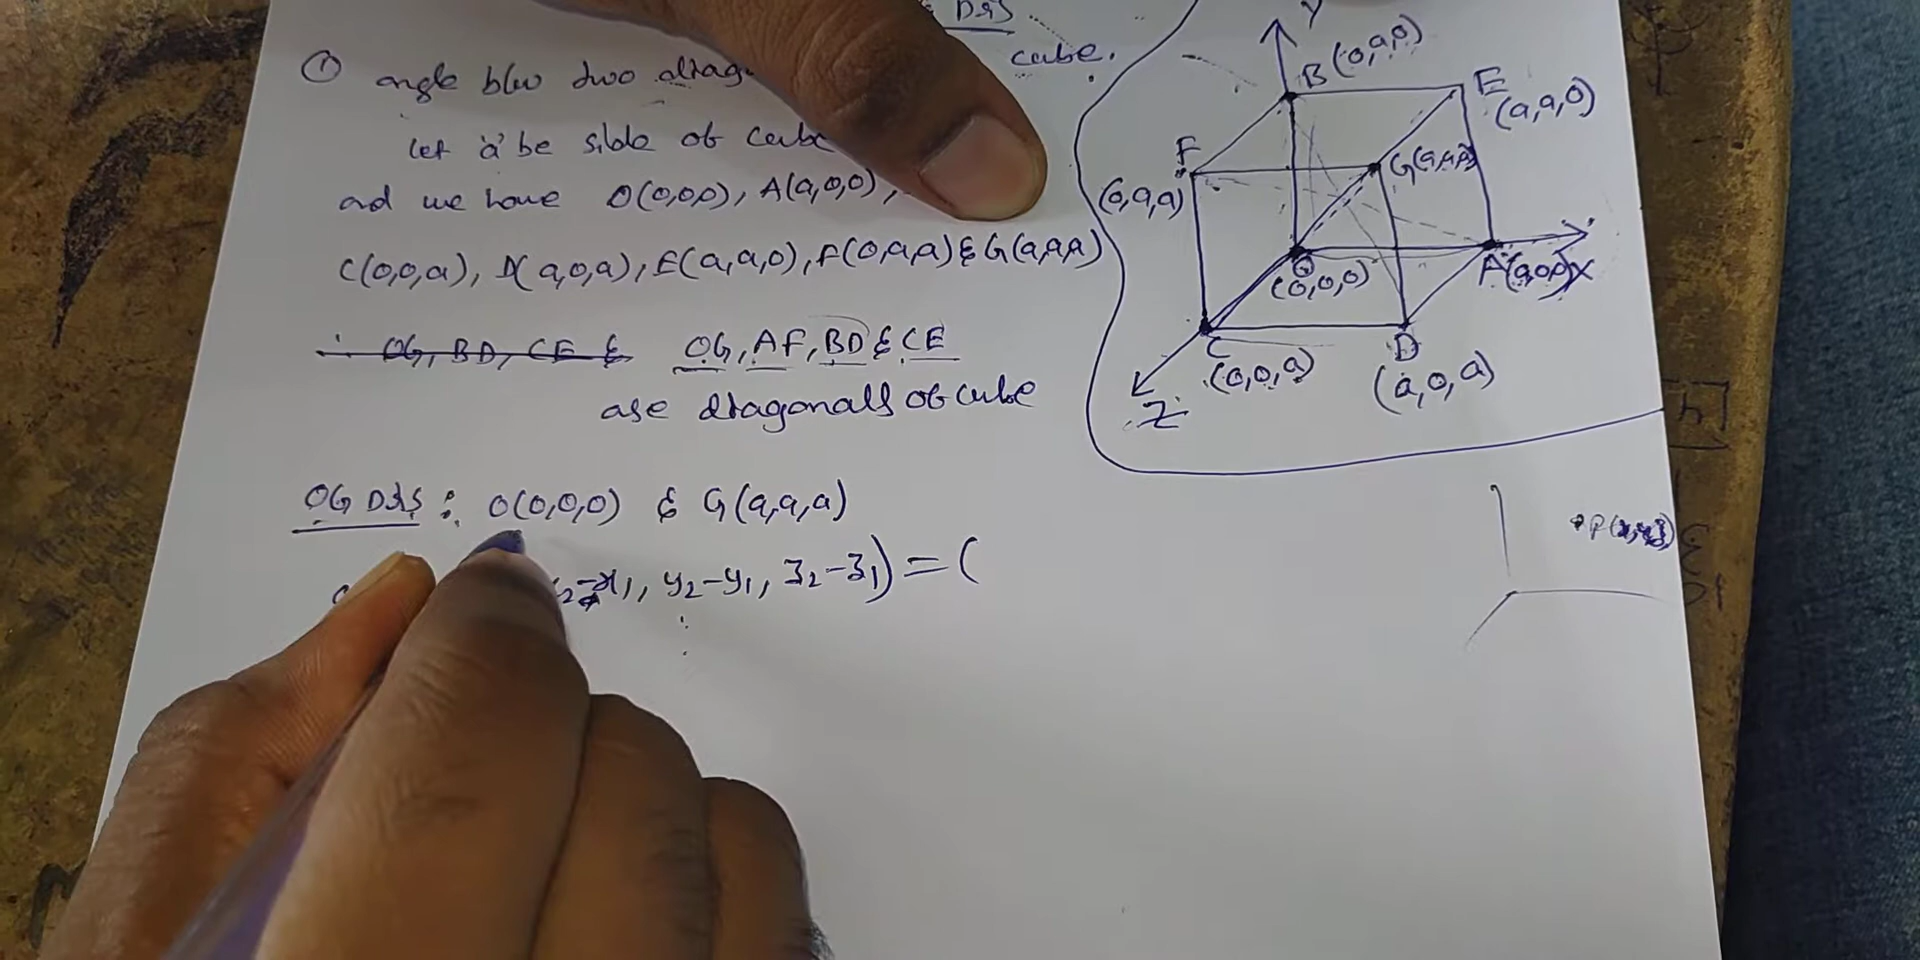 DRS
① angle b/w two diag cube.
Let 'a' be side of cube
and we have O(0,0,0), A(a,0,0),
C(0,0,a), D(a,0,a), E(a,a,0), F(0,a,a) & G(a,a,a)
∴ OG, BD, CE & OG, AF, BD & CE
are diagonals of cube
OG DRS : O(0,0,0) & G(a,a,a)
2-x1, y2-y1, z2-z1) = (
Y
B (0,a,0)
E
(a,a,0)
F
(0,a,a)
G(a,a,a)
O
(0,0,0)
A(a,0,0) X
C
(0,0,a)
D
(a,0,a)
Z